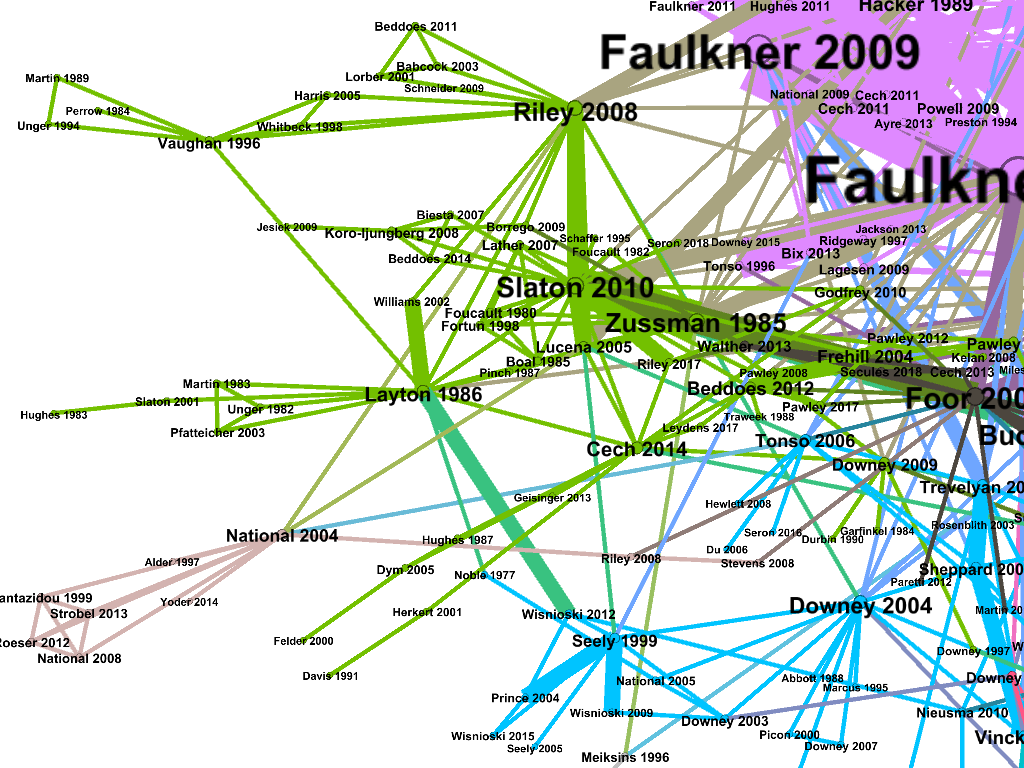 Faulkner 2011
Hughes 2011
Hacker 1989
Beddoes 2011
Faulkner 2009
Babcock 2003
Lorber 2001
Martin 1989
Schneider 2009
Harris 2005
National 2009
Cech 2011
Cech 2011
Powell 2009
Perrow 1984
Riley 2008
Unger 1994
Whitbeck 1998
Ayre 2013
Preston 1994
Vaughan 1996
Faulkn
Biesta 2007
Jesiek 2009
Koro-ljungberg 2008
Borrego 2009
Jackson 2013
Lather 2007
Schaffer 1995
Seron 2018
Downey 2015
Ridgeway 1997
Foucault 1982
Bix 2013
Beddoes 2014
Tonso 1996
Lagesen 2009
Slaton 2010
Godfrey 2010
Williams 2002
Foucault 1980
Fortun 1998
Zussman 1985
Pawley 2012
Pawley
Lucena 2005
Walther 2013
Frehill 2004
Kelan 2008
Boal 1985
Riley 2017
Pinch 1987
Pawley 2008
Secules 2018
Cech 2013
Miles
Martin 1983
Layton 1986
Beddoes 2012
Foor 200
Slaton 2001
Unger 1982
Pawley 2017
Hughes 1983
Traweek 1988
Pfatteicher 2003
Leydens 2017
Buc
Cech 2014
Tonso 2006
Downey 2009
Trevelyan 20
Geisinger 2013
Hewlett 2008
National 2004
Hughes 1987
Seron 2016
Durbin 1990
Garfinkel 1984
Rosenblith 2003
Du 2006
Alder 1997
Riley 2008
Stevens 2008
Dym 2005
Noble 1977
Sheppard 200
Paretti 2012
antazidou 1999
Yoder 2014
Strobel 2013
Herkert 2001
Wisnioski 2012
Downey 2004
Martin 20
Roeser 2012
Felder 2000
Seely 1999
National 2008
Downey 1997
W
Davis 1991
National 2005
Abbott 1988
Marcus 1995
Downey
Prince 2004
Wisnioski 2009
Downey 2003
Nieusma 2010
Wisnioski 2015
Seely 2005
Picon 2000
Downey 2007
Vinck
Meiksins 1996